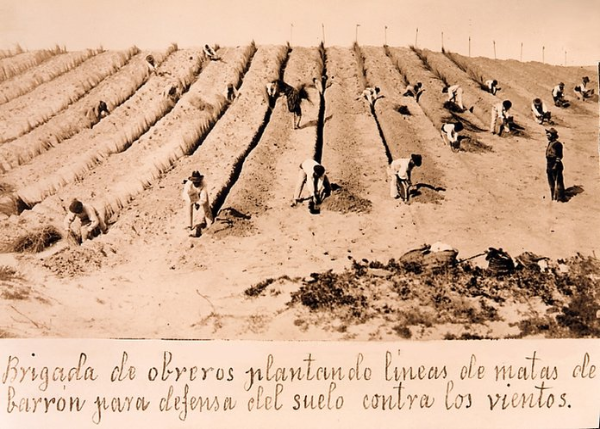 Brigada de obreros plantando líneas de matas de
barrón para defensa del suelo contra los vientos.